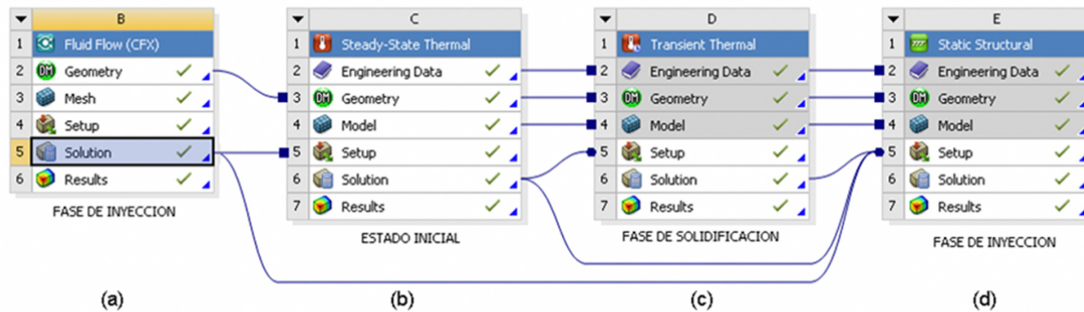 B
1 Fluid Flow (CFX)
2 Geometry
3 Mesh
4 Setup
5 Solution
6 Results
FASE DE INYECCION
(a)
C
1 Steady-State Thermal
2 Engineering Data
3 Geometry
4 Model
5 Setup
6 Solution
7 Results
ESTADO INICIAL
(b)
D
1 Transient Thermal
2 Engineering Data
3 Geometry
4 Model
5 Setup
6 Solution
7 Results
FASE DE SOLIDIFICACION
(c)
E
1 Static Structural
2 Engineering Data
3 Geometry
4 Model
5 Setup
6 Solution
7 Results
FASE DE INYECCION
(d)